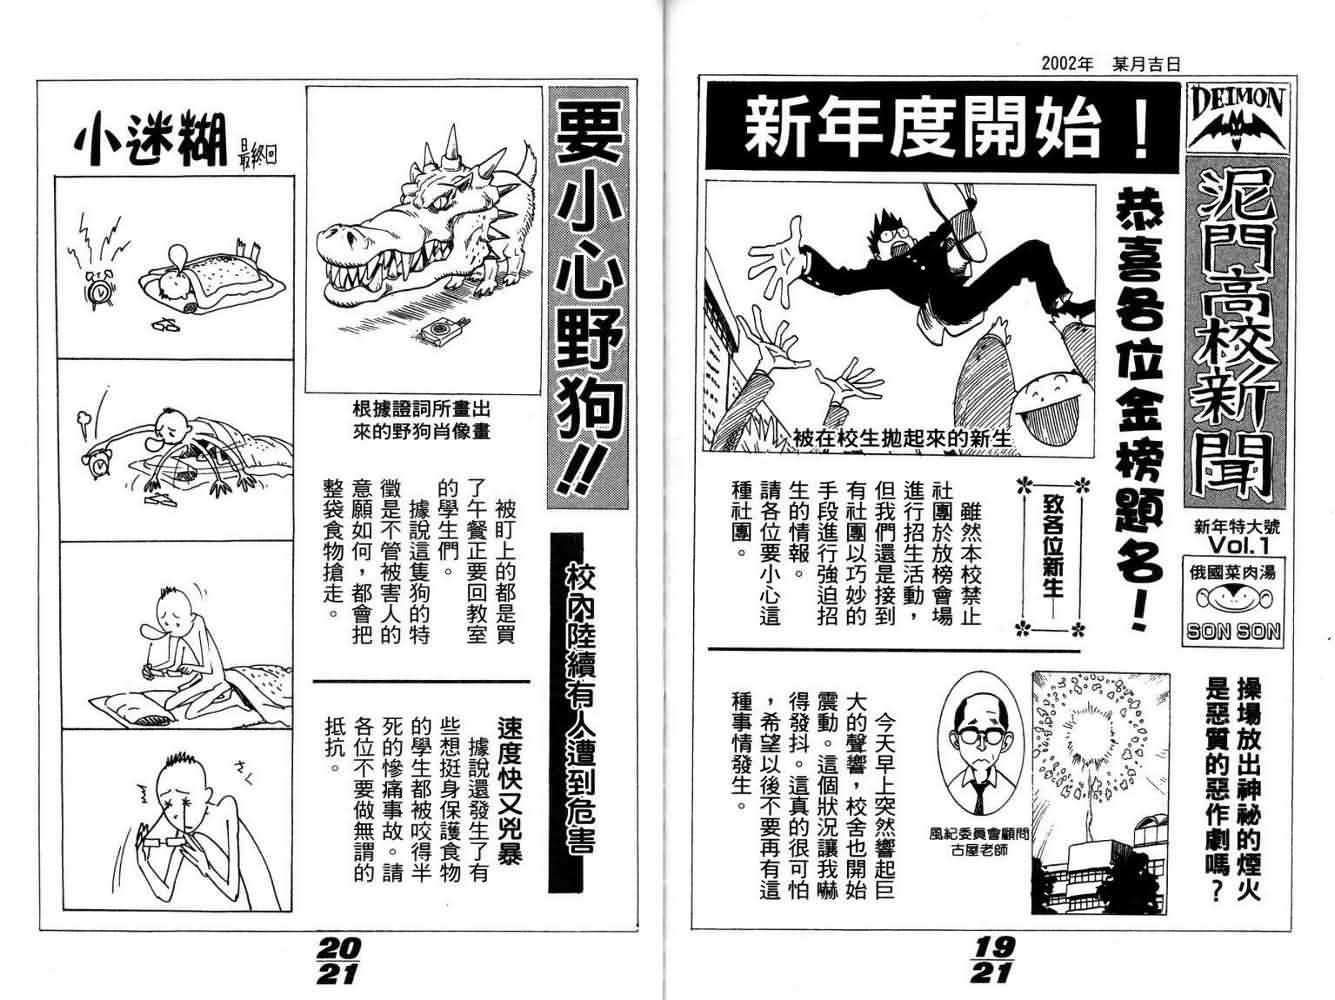 2002年　某月吉日
DEIMON
泥門高校新聞
新年特大號
Vol.1
俄國菜肉湯
SON SON
新年度開始！
恭喜各位金榜題名！
被在校生拋起來的新生
致各位新生
雖然本校禁止
社團於放榜會場
進行招生活動，
但我們還是接到
有社團以巧妙的
手段進行強迫招
生的情報。
請各位要小心這
種社團。
操場放出神祕的煙火
是惡質的惡作劇嗎？
風紀委員會顧問
古屋老師
今天早上突然響起巨
大的聲響，校舍也開始
震動。這個狀況讓我嚇
得發抖。這真的很可怕
，希望以後不要再有這
種事情發生。
19
21
要小心野狗!!
校內陸續有人遭到危害
根據證詞所畫出
來的野狗肖像畫
被盯上的都是買
了午餐正要回教室
的學生們。
據說這隻狗的特
徵是不管被害人的
意願如何，都會把
整袋食物搶走。
速度快又兇暴
據說還發生了有
些想挺身保護食物
的學生都被咬得半
死的慘痛事故。請
各位不要做無謂的
抵抗。
小迷糊
最終回
さく
さく
20
21